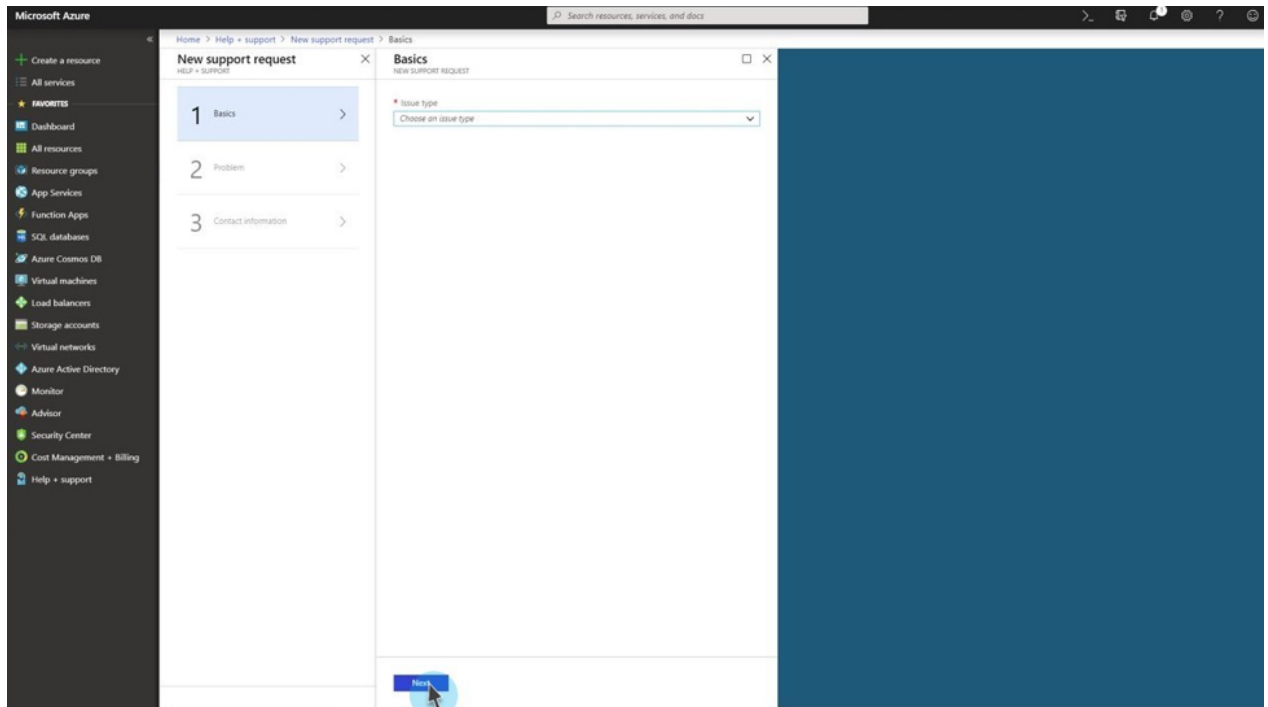 Microsoft Azure
Search resources, services, and docs
Home > Help + support > New support request > Basics
Create a resource
All services
FAVORITES
Dashboard
All resources
Resource groups
App Services
Function Apps
SQL databases
Azure Cosmos DB
Virtual machines
Load balancers
Storage accounts
Virtual networks
Azure Active Directory
Monitor
Advisor
Security Center
Cost Management + Billing
Help + support
New support request
HELP + SUPPORT
1 Basics
2 Problem
3 Contact information
Basics
NEW SUPPORT REQUEST
* Issue type
Choose an issue type
Next